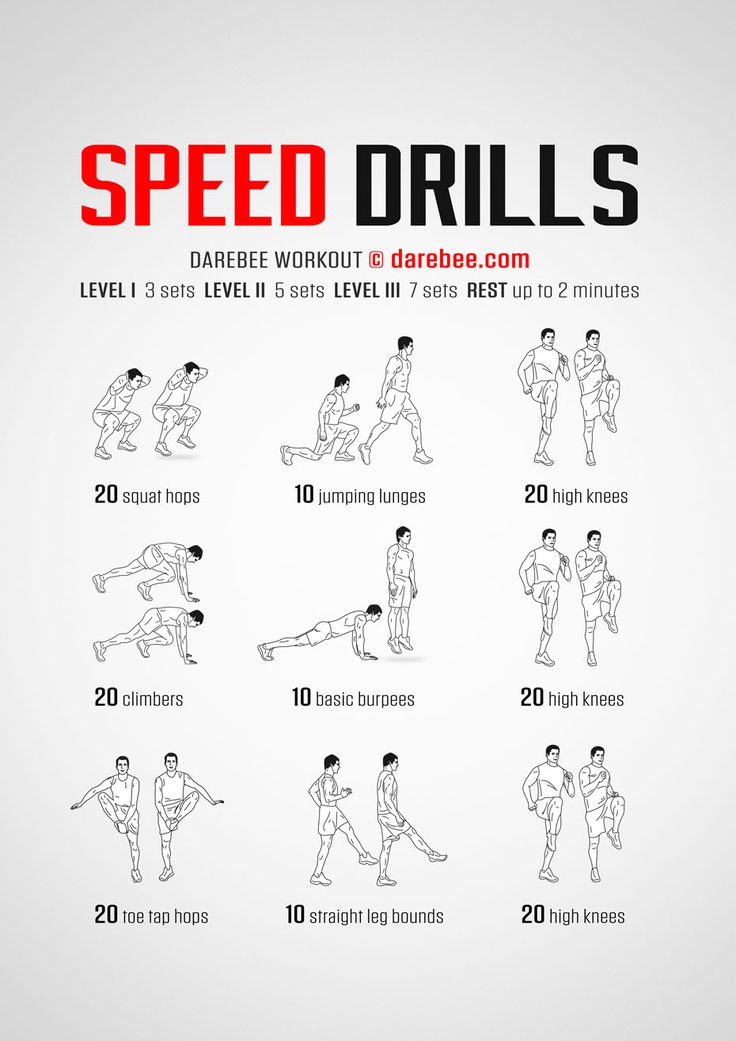 SPEED DRILLS
DAREBEE WORKOUT © darebee.com
LEVEL I 3 sets LEVEL II 5 sets LEVEL III 7 sets REST up to 2 minutes
20 squat hops
10 jumping lunges
20 high knees
20 climbers
10 basic burpees
20 high knees
20 toe tap hops
10 straight leg bounds
20 high knees